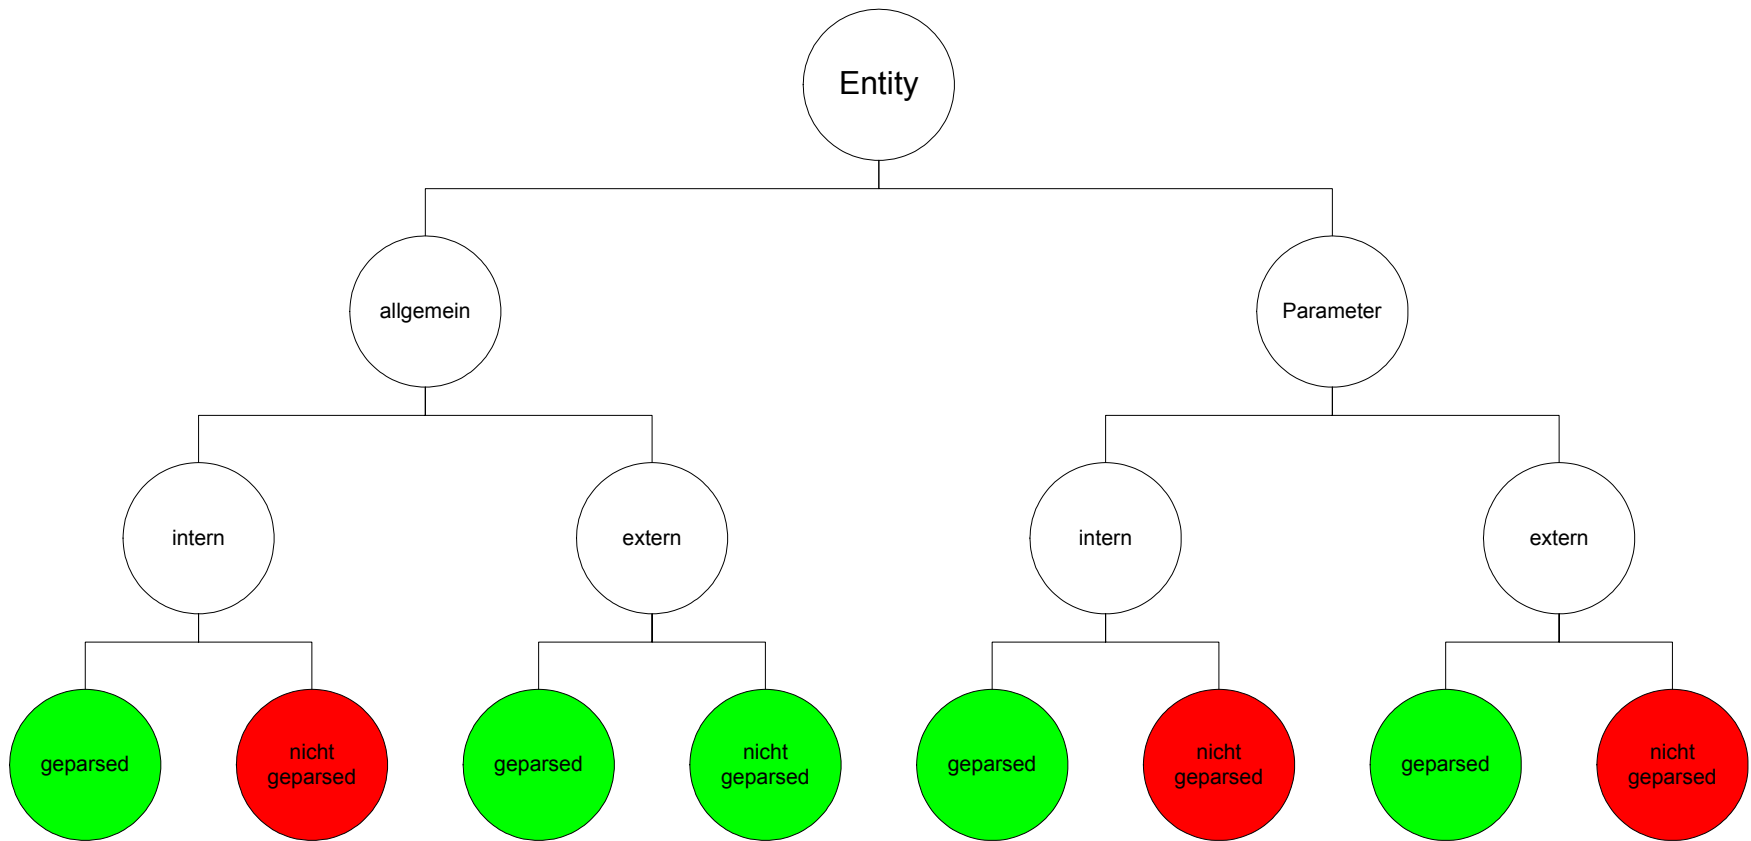 Entity
allgemein
Parameter
intern
extern
intern
extern
geparsed
nicht
geparsed
geparsed
nicht
geparsed
geparsed
nicht
geparsed
geparsed
nicht
geparsed